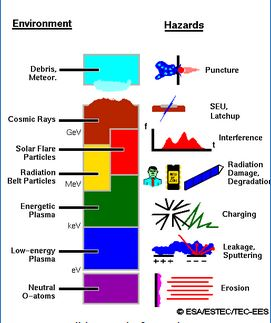 Environment
Hazards
Debris,
Meteor.
Puncture
SEU,
Latchup
Cosmic Rays
GeV
f
Interference
t
Solar Flare
Particles
Radiation
Belt Particles
MeV
Radiation
Damage,
Degradation
Energetic
Plasma
keV
Charging
Low-energy
Plasma
eV
Leakage,
Sputtering
+ + +
- - -
Neutral
O-atoms
Erosion
© ESA/ESTEC/TEC-EES